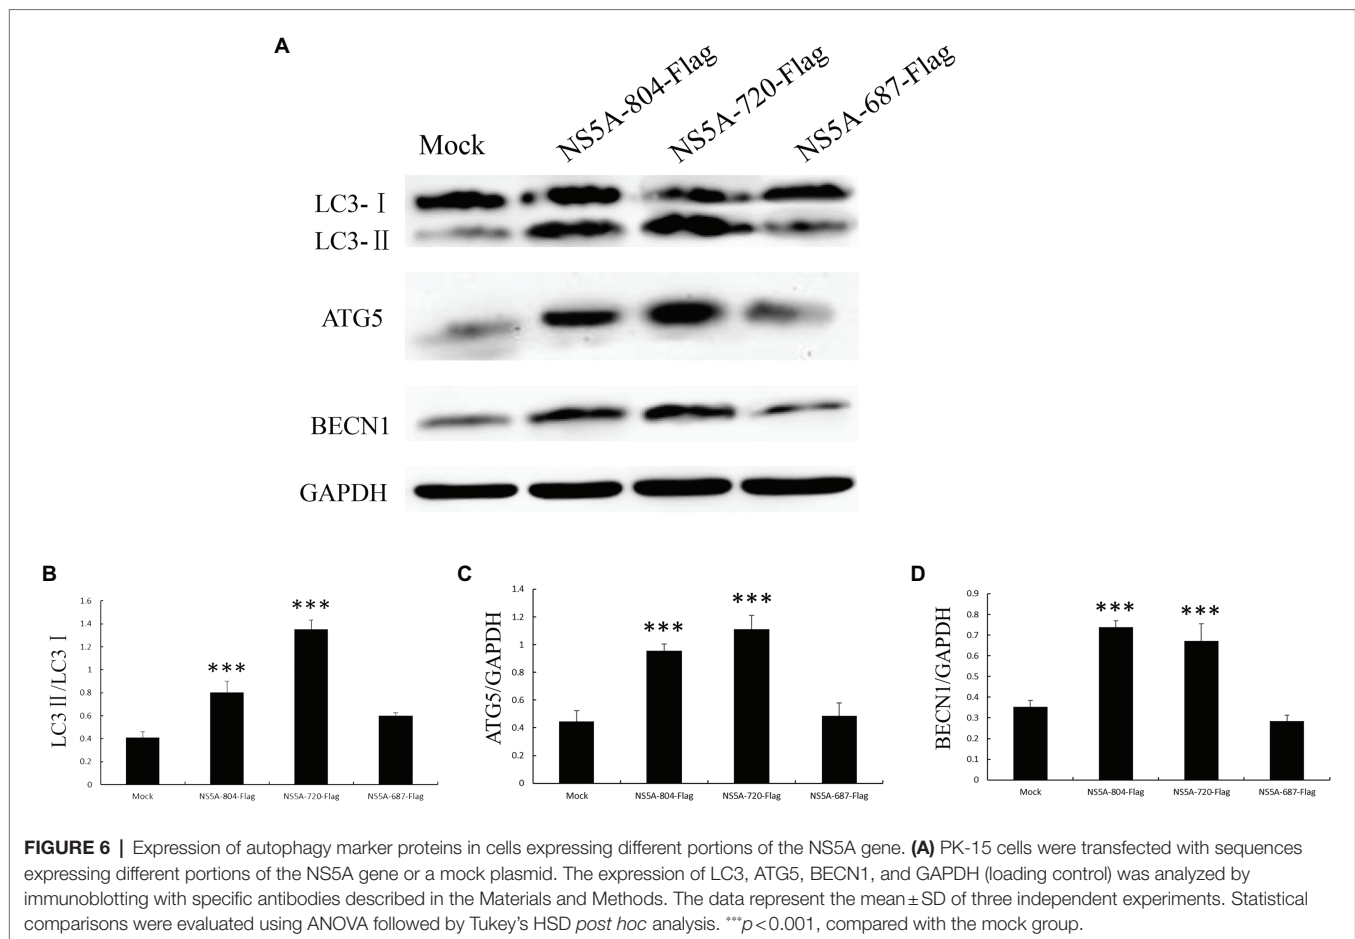 A
Mock
NS5A-804-Flag
NS5A-720-Flag
NS5A-687-Flag
LC3-Ⅰ
LC3-Ⅱ
ATG5
BECN1
GAPDH
B
LC3Ⅱ/LC3Ⅰ
1.6
1.4
1.2
1
0.8
0.6
0.4
0.2
0
***
***
Mock NS5A-804-Flag NS5A-720-Flag NS5A-687-Flag
C
ATG5/GAPDH
1.4
1.2
1
0.8
0.6
0.4
0.2
0
***
***
Mock NS5A-804-Flag NS5A-720-Flag NS5A-687-Flag
D
BECN1/GAPDH
0.9
0.8
0.7
0.6
0.5
0.4
0.3
0.2
0.1
0
***
***
Mock NS5A-804-Flag NS5A-720-Flag NS5A-687-Flag
FIGURE 6 | Expression of autophagy marker proteins in cells expressing different portions of the NS5A gene. (A) PK-15 cells were transfected with sequences
expressing different portions of the NS5A gene or a mock plasmid. The expression of LC3, ATG5, BECN1, and GAPDH (loading control) was analyzed by
immunoblotting with specific antibodies described in the Materials and Methods. The data represent the mean ± SD of three independent experiments. Statistical
comparisons were evaluated using ANOVA followed by Tukey's HSD post hoc analysis. ***p < 0.001, compared with the mock group.